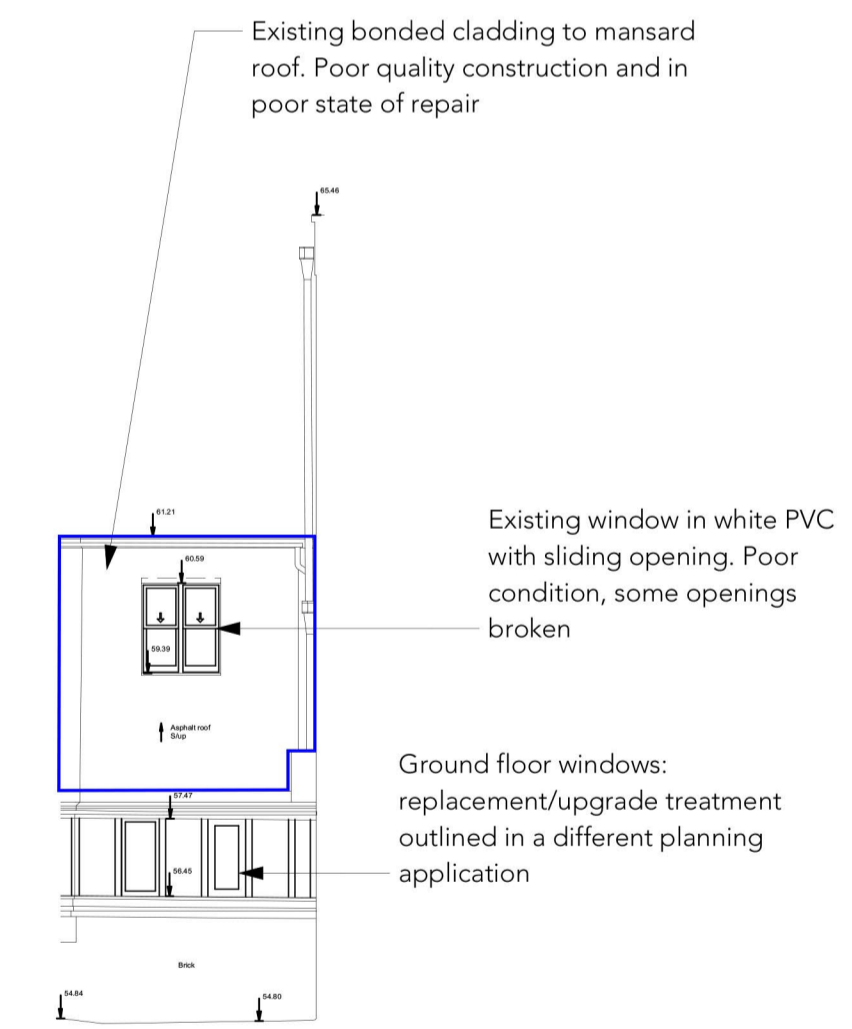 Existing bonded cladding to mansard
roof. Poor quality construction and in
poor state of repair
65.46
61.21
60.59
Existing window in white PVC
with sliding opening. Poor
condition, some openings
broken
59.39
Asphalt roof
S/up
Ground floor windows:
replacement/upgrade treatment
outlined in a different planning
application
57.47
56.45
Brick
54.84
54.80